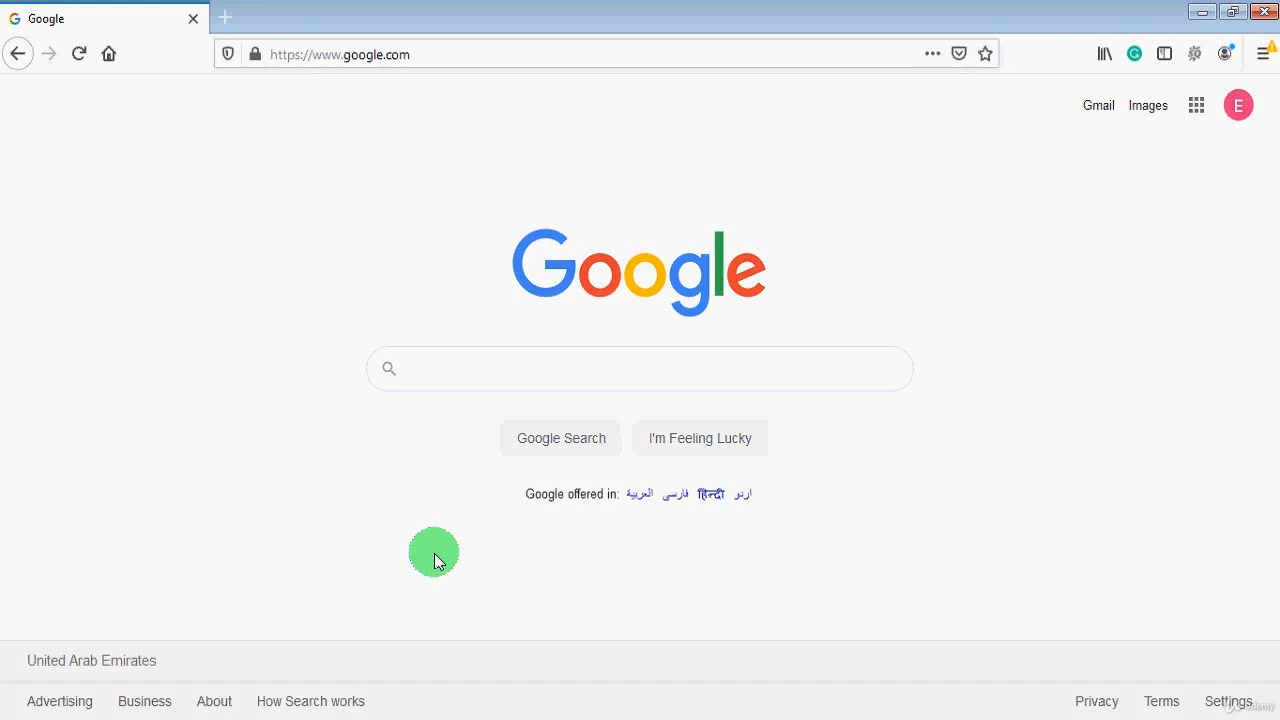 Google
https://www.google.com
Gmail Images
E
Google
Google Search I'm Feeling Lucky
Google offered in: العربية فارسی हिन्दी اردو
United Arab Emirates
Advertising Business About How Search works Privacy Terms Settings
Udemy